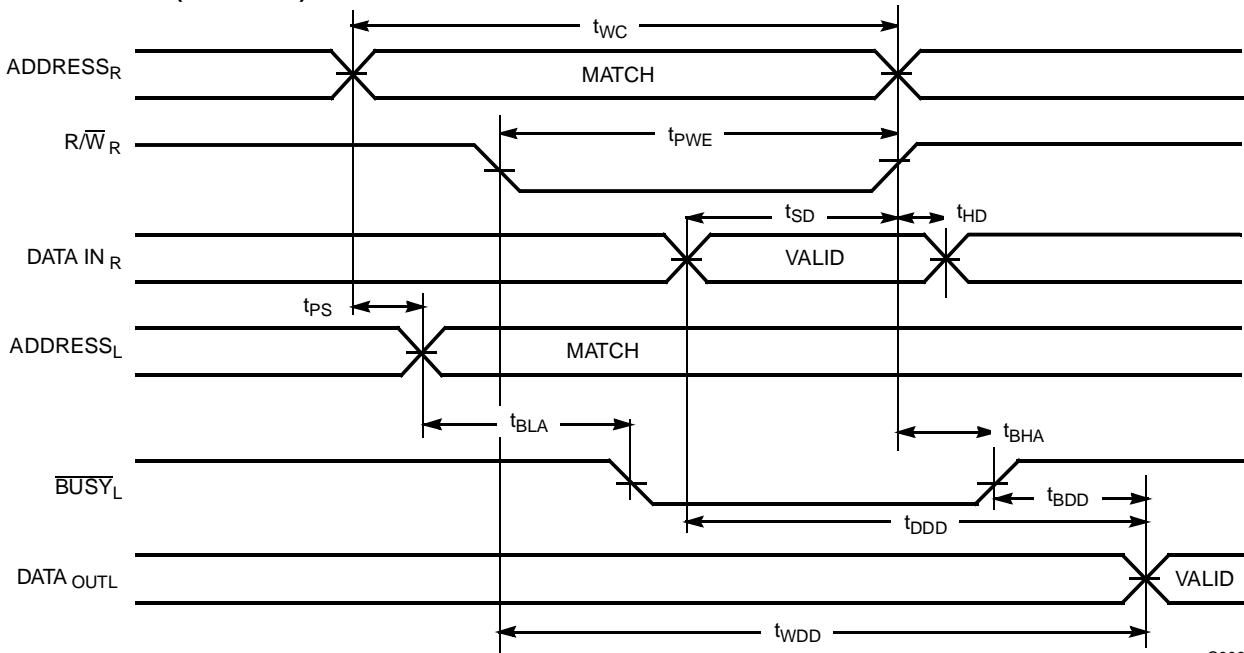 tWC
ADDRESSR
MATCH
R/W̅ R
tPWE
tSD
tHD
DATA IN R
VALID
tPS
ADDRESSL
MATCH
tBLA
tBHA
B̅U̅S̅Y̅L
tBDD
tDDD
DATA OUTL
VALID
tWDD